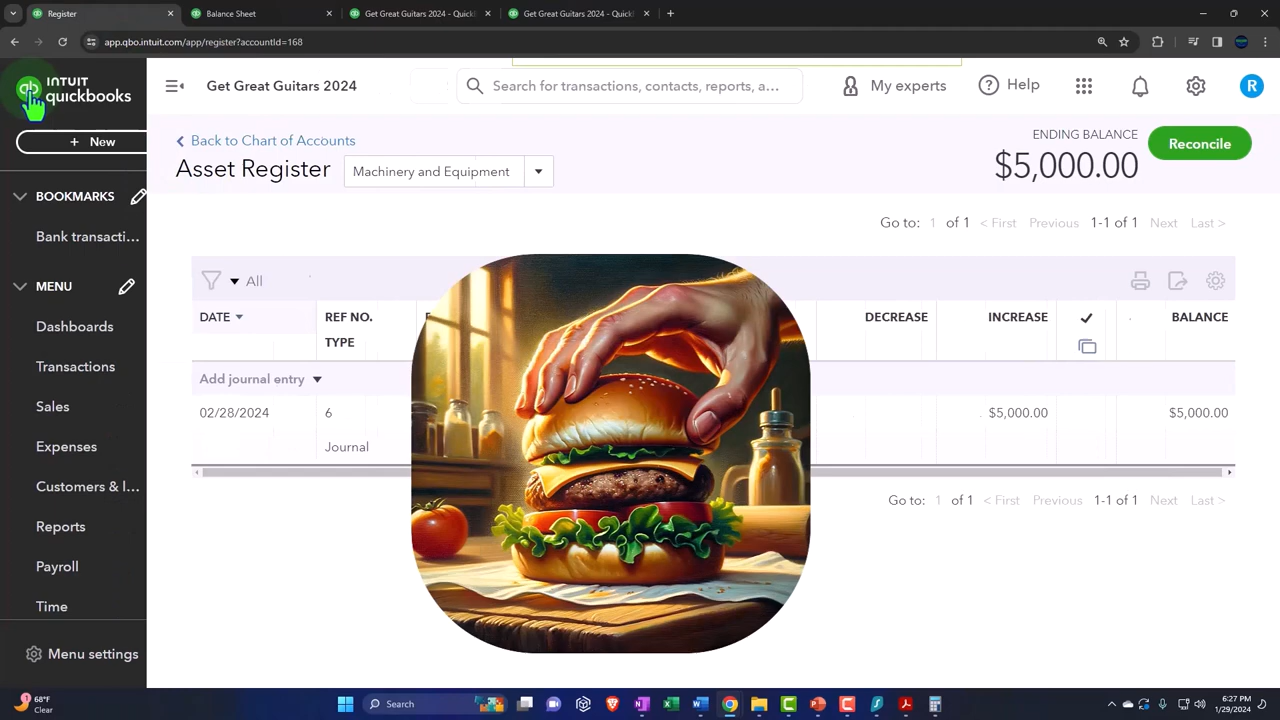 Register
Balance Sheet
Get Great Guitars 2024 - QuickB
Get Great Guitars 2024 - QuickB
app.qbo.intuit.com/app/register?accountId=168
INTUIT
quickbooks
Get Great Guitars 2024
Search for transactions, contacts, reports, a...
My experts
Help
R
+ New
Back to Chart of Accounts
Asset Register
Machinery and Equipment
ENDING BALANCE
$5,000.00
Reconcile
BOOKMARKS
Bank transacti...
MENU
Dashboards
Transactions
Sales
Expenses
Customers & l...
Reports
Payroll
Time
Menu settings
Go to: 1 of 1 < First Previous 1-1 of 1 Next Last >
All
DATE REF NO. DECREASE INCREASE ✓ BALANCE
TYPE
Add journal entry
02/28/2024 6 $5,000.00 $5,000.00
Journal
Go to: 1 of 1 < First Previous 1-1 of 1 Next Last >
68°F
Clear
Search
6:27 PM
1/29/2024